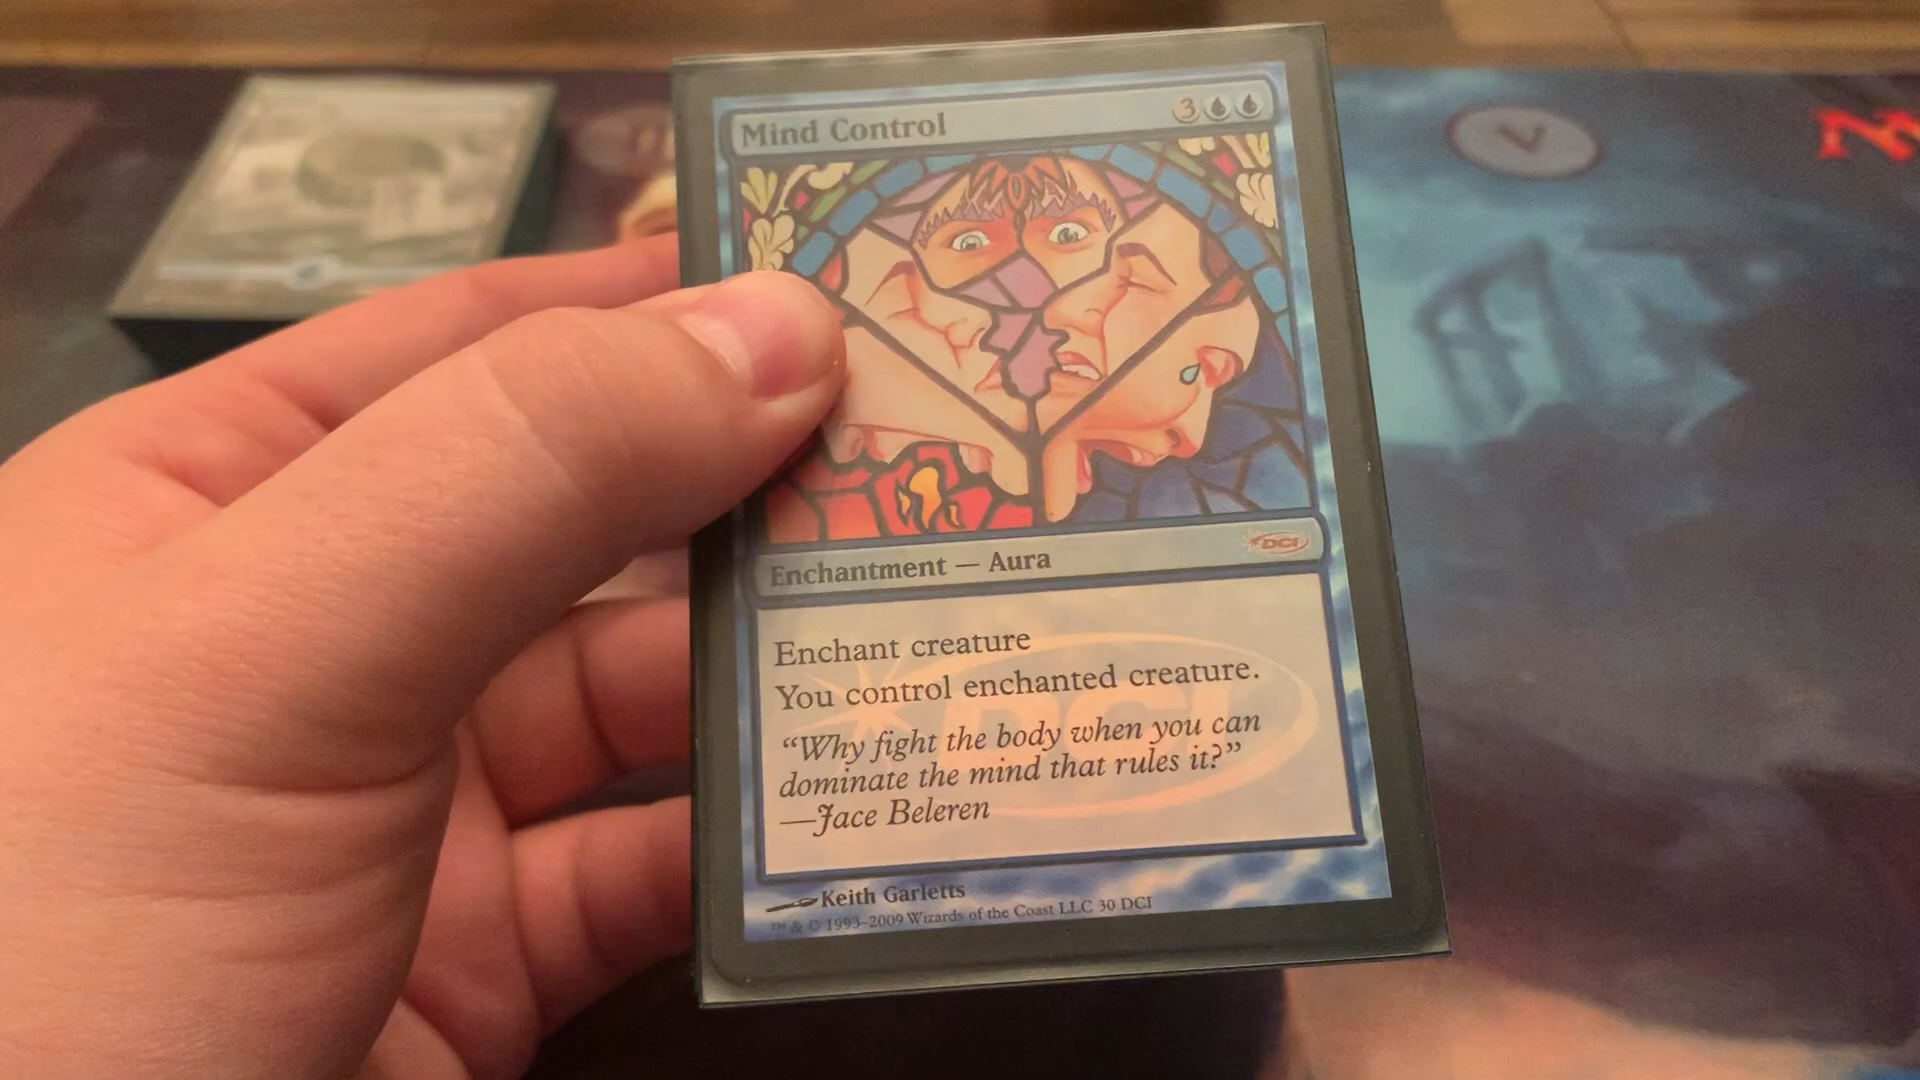 Mind Control
3
Enchantment — Aura
DCI
Enchant creature
You control enchanted creature.
“Why fight the body when you can
dominate the mind that rules it?”
—Jace Beleren
DCI
Keith Garletts
™ & © 1993–2009 Wizards of the Coast LLC 30 DCI